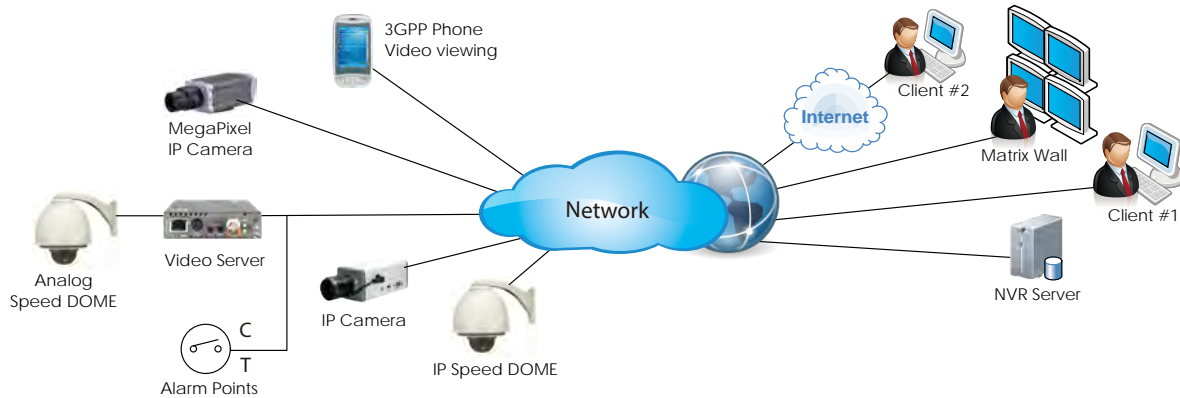 3GPP Phone
Video viewing
MegaPixel
IP Camera
Client #2
Internet
Matrix Wall
Client #1
Network
Video Server
Analog
Speed DOME
IP Camera
NVR Server
C
T
IP Speed DOME
Alarm Points